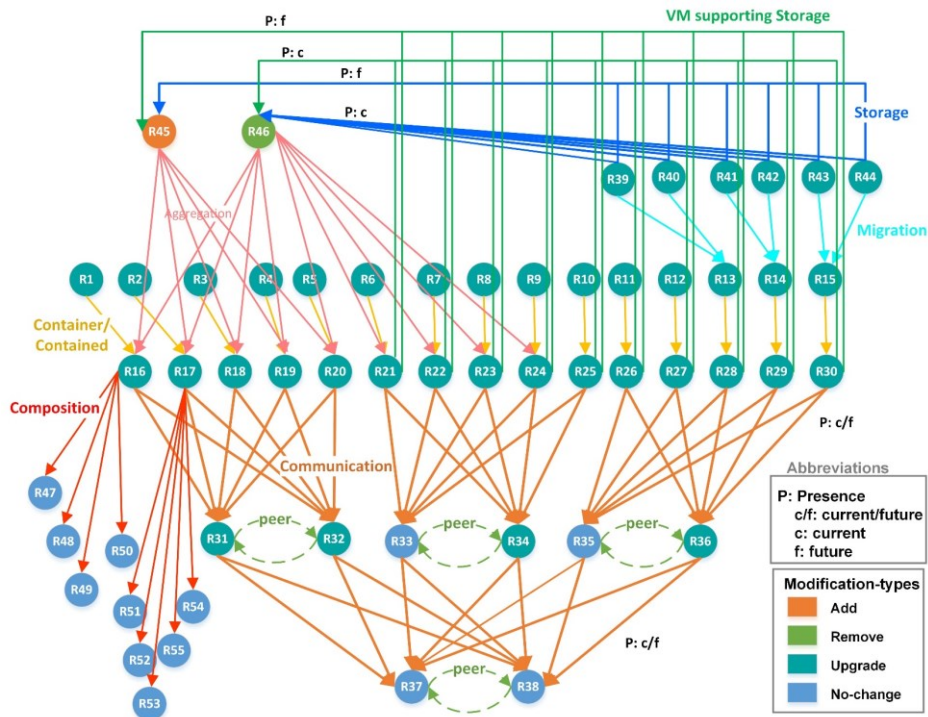 VM supporting Storage
P: f
P: c
P: f
P: c
Storage
R45
R46
R39
R40
R41
R42
R43
R44
Aggregation
Migration
R1
R2
R3
R4
R5
R6
R7
R8
R9
R10
R11
R12
R13
R14
R15
Container/
Contained
R16
R17
R18
R19
R20
R21
R22
R23
R24
R25
R26
R27
R28
R29
R30
Composition
P: c/f
Communication
Abbreviations
P: Presence
c/f: current/future
c: current
f: future
R47
R48
R49
R50
R51
R52
R53
R54
R55
peer
peer
peer
R31
R32
R33
R34
R35
R36
Modification-types
Add
Remove
Upgrade
No-change
P: c/f
peer
R37
R38